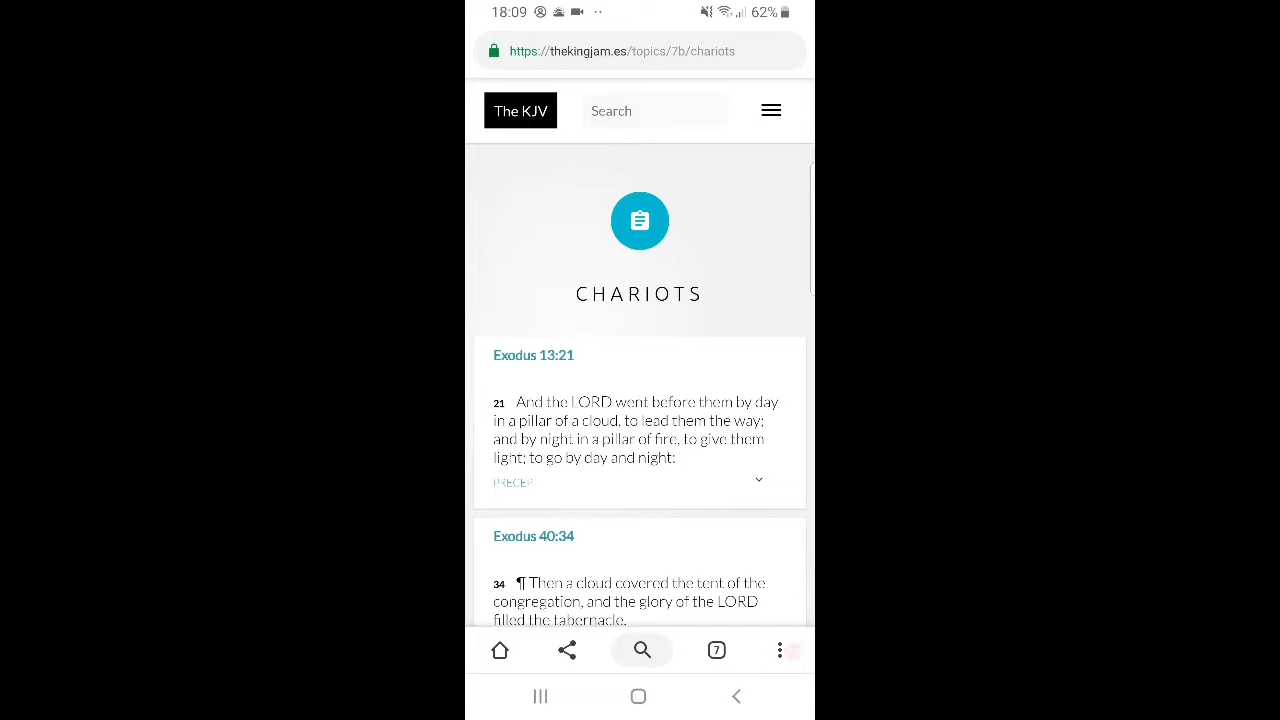 18:09 62%
https://thekingjam.es/topics/7b/chariots
The KJV Search
CHARIOTS
Exodus 13:21
21 And the LORD went before them by day
in a pillar of a cloud, to lead them the way;
and by night in a pillar of fire, to give them
light; to go by day and night:
PRECEP
Exodus 40:34
34 ¶ Then a cloud covered the tent of the
congregation, and the glory of the LORD
filled the tabernacle.
7